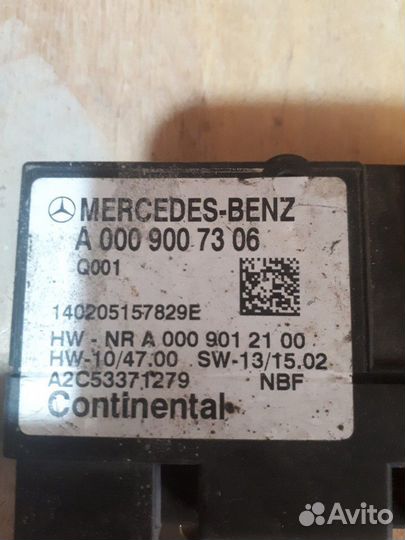 MERCEDES-BENZ
A 000 900 73 06
Q001
140205157829E
HW - NR A 000 901 21 00
HW-10/47.00 SW-13/15.02
A2C53371279 NBF
Continental
Avito